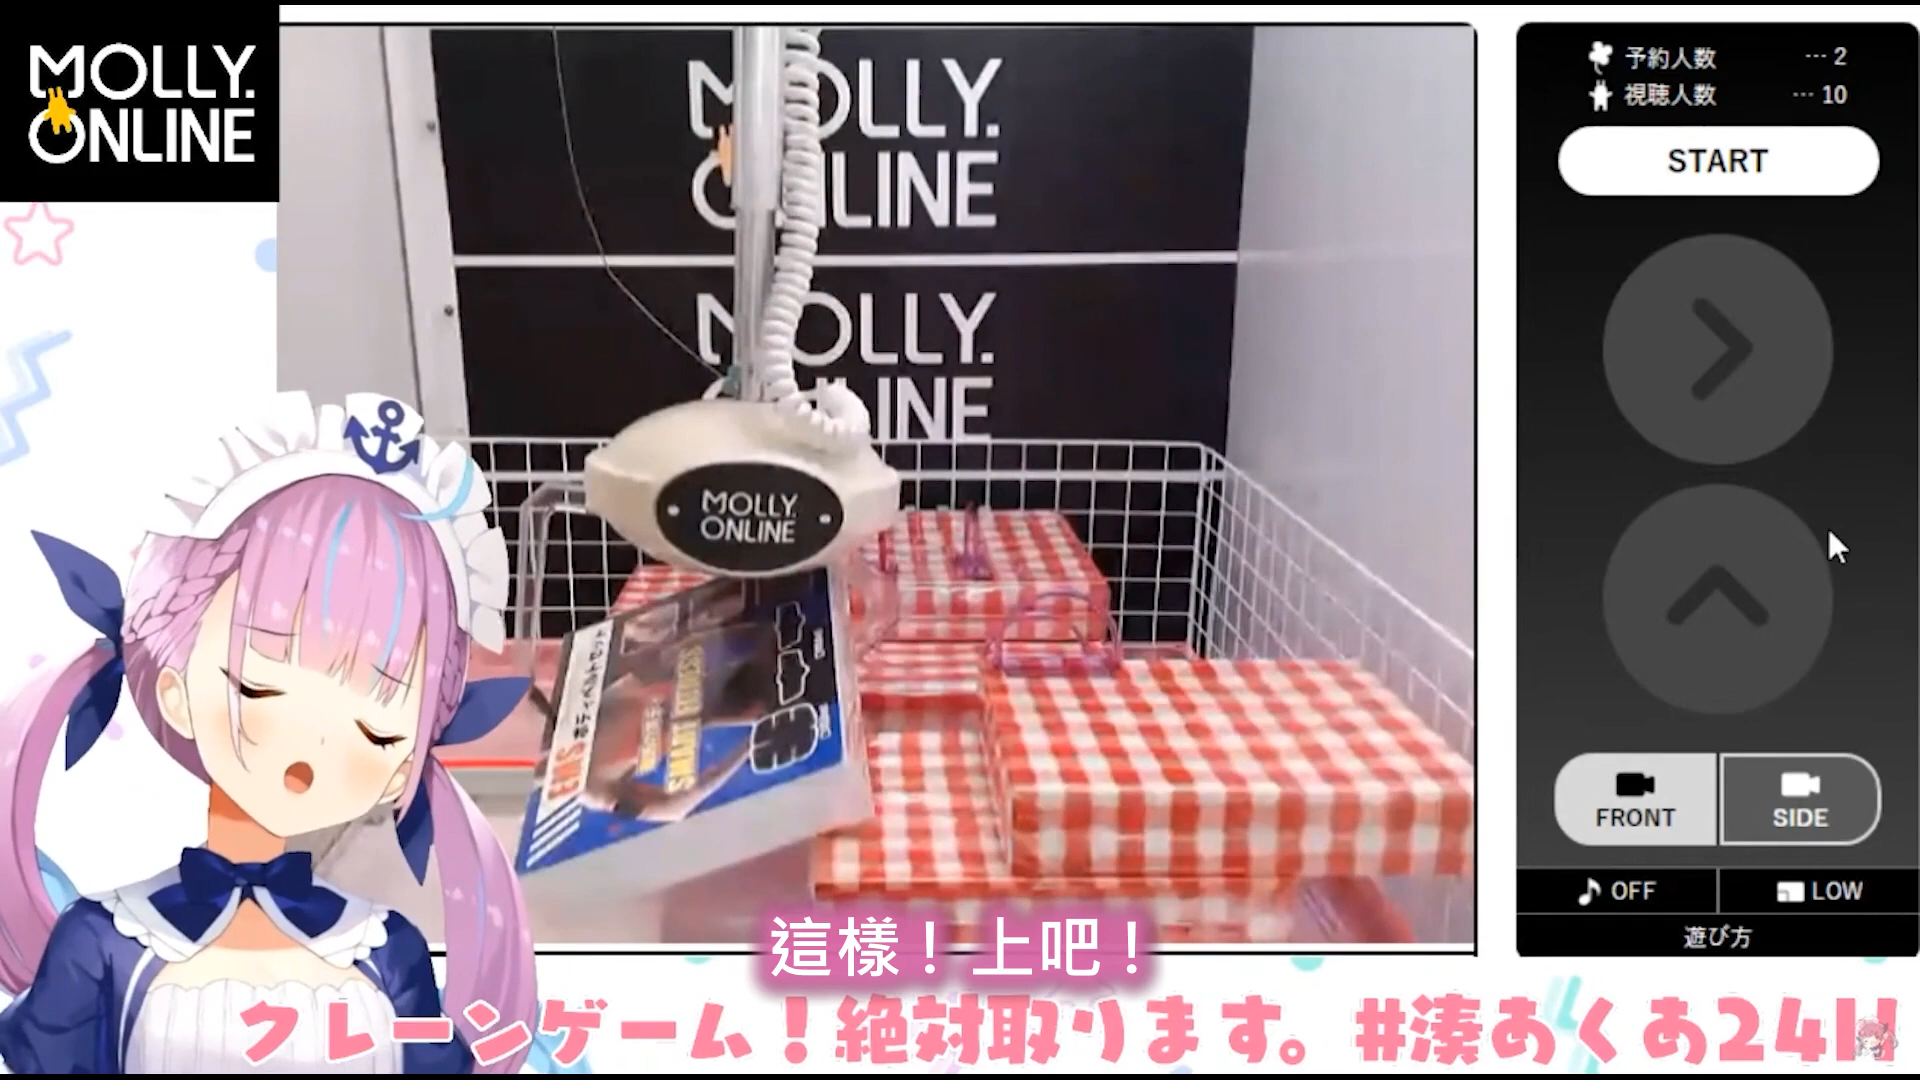 MOLLY.
ONLINE
MOLLY.
ONLINE
MOLLY.
ONLINE
MOLLY.
ONLINE
予約人数 … 2
視聴人数 … 10
START
FRONT
SIDE
OFF
LOW
遊び方
這樣！上吧！
クレーンゲーム！絶対取ります。#湊あくあ24H